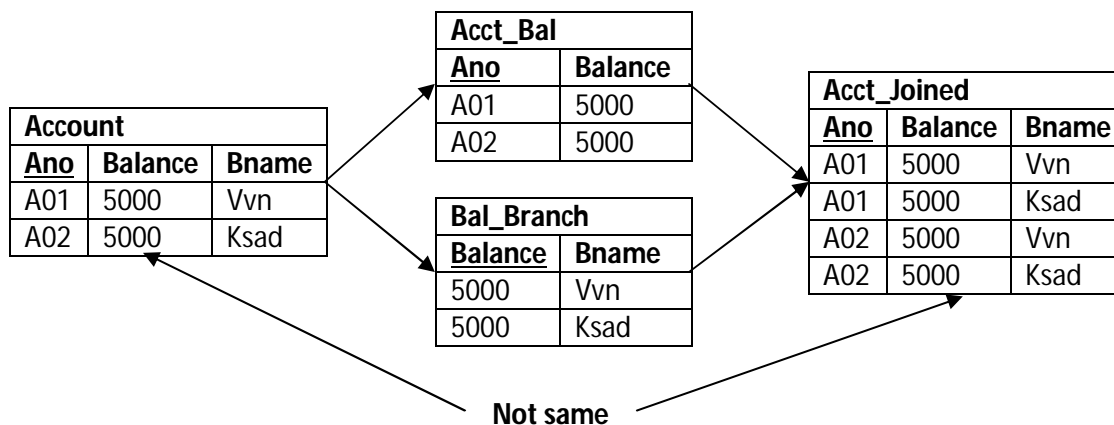 Account
Ano Balance Bname
A01 5000 Vvn
A02 5000 Ksad
Acct_Bal
Ano Balance
A01 5000
A02 5000
Bal_Branch
Balance Bname
5000 Vvn
5000 Ksad
Acct_Joined
Ano Balance Bname
A01 5000 Vvn
A01 5000 Ksad
A02 5000 Vvn
A02 5000 Ksad
Not same